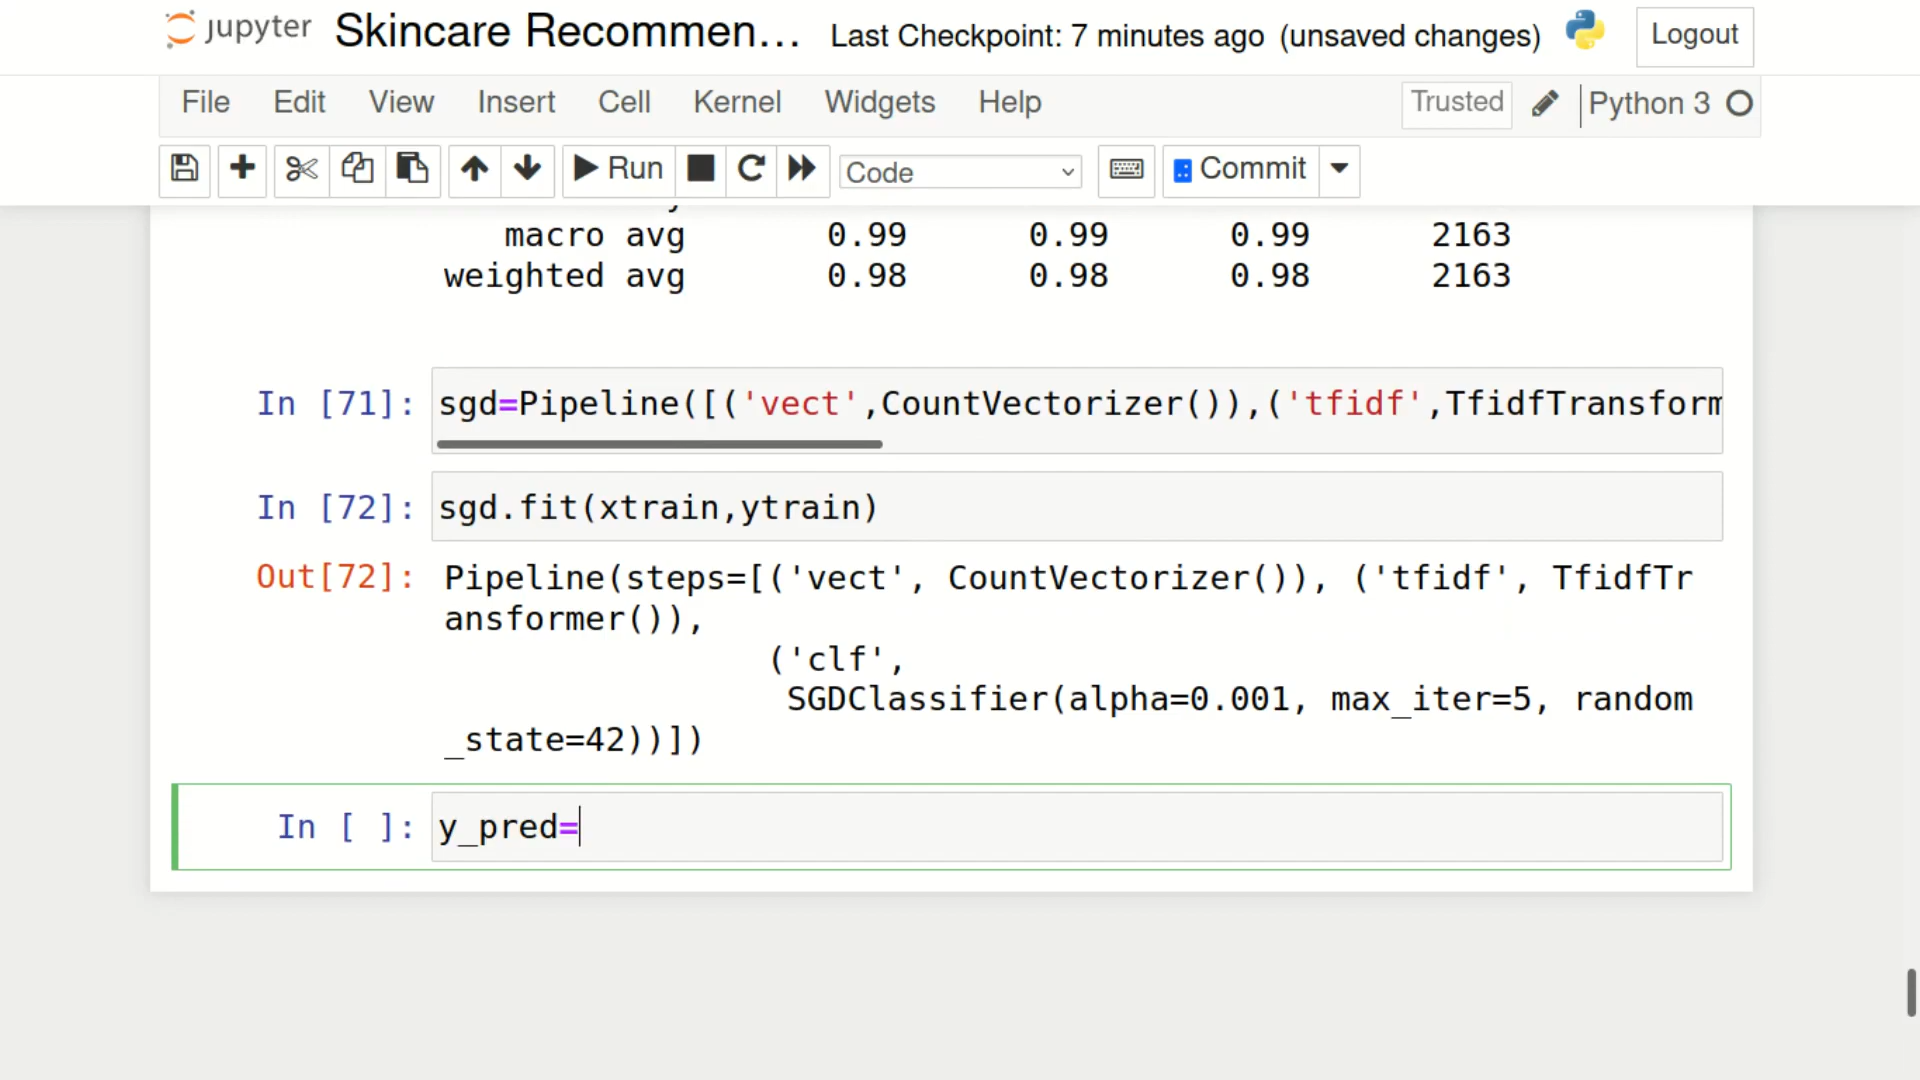 jupyter Skincare Recommen... Last Checkpoint: 7 minutes ago (unsaved changes) Logout
File Edit View Insert Cell Kernel Widgets Help Trusted Python 3
Run Code Commit
macro avg 0.99 0.99 0.99 2163
weighted avg 0.98 0.98 0.98 2163
In [71]: sgd=Pipeline([('vect',CountVectorizer()),('tfidf',TfidfTransform
In [72]: sgd.fit(xtrain,ytrain)
Out[72]: Pipeline(steps=[('vect', CountVectorizer()), ('tfidf', TfidfTr
ansformer()),
('clf',
SGDClassifier(alpha=0.001, max_iter=5, random
_state=42))])
In [ ]: y_pred=